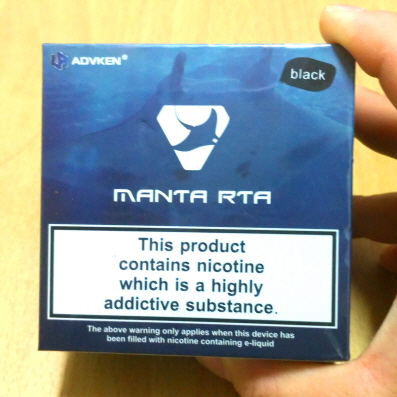 ADVKEN®
black
MANTA RTA
This product
contains nicotine
which is a highly
addictive substance.
The above warning only applies when this device has
been filled with nicotine containing e-liquid